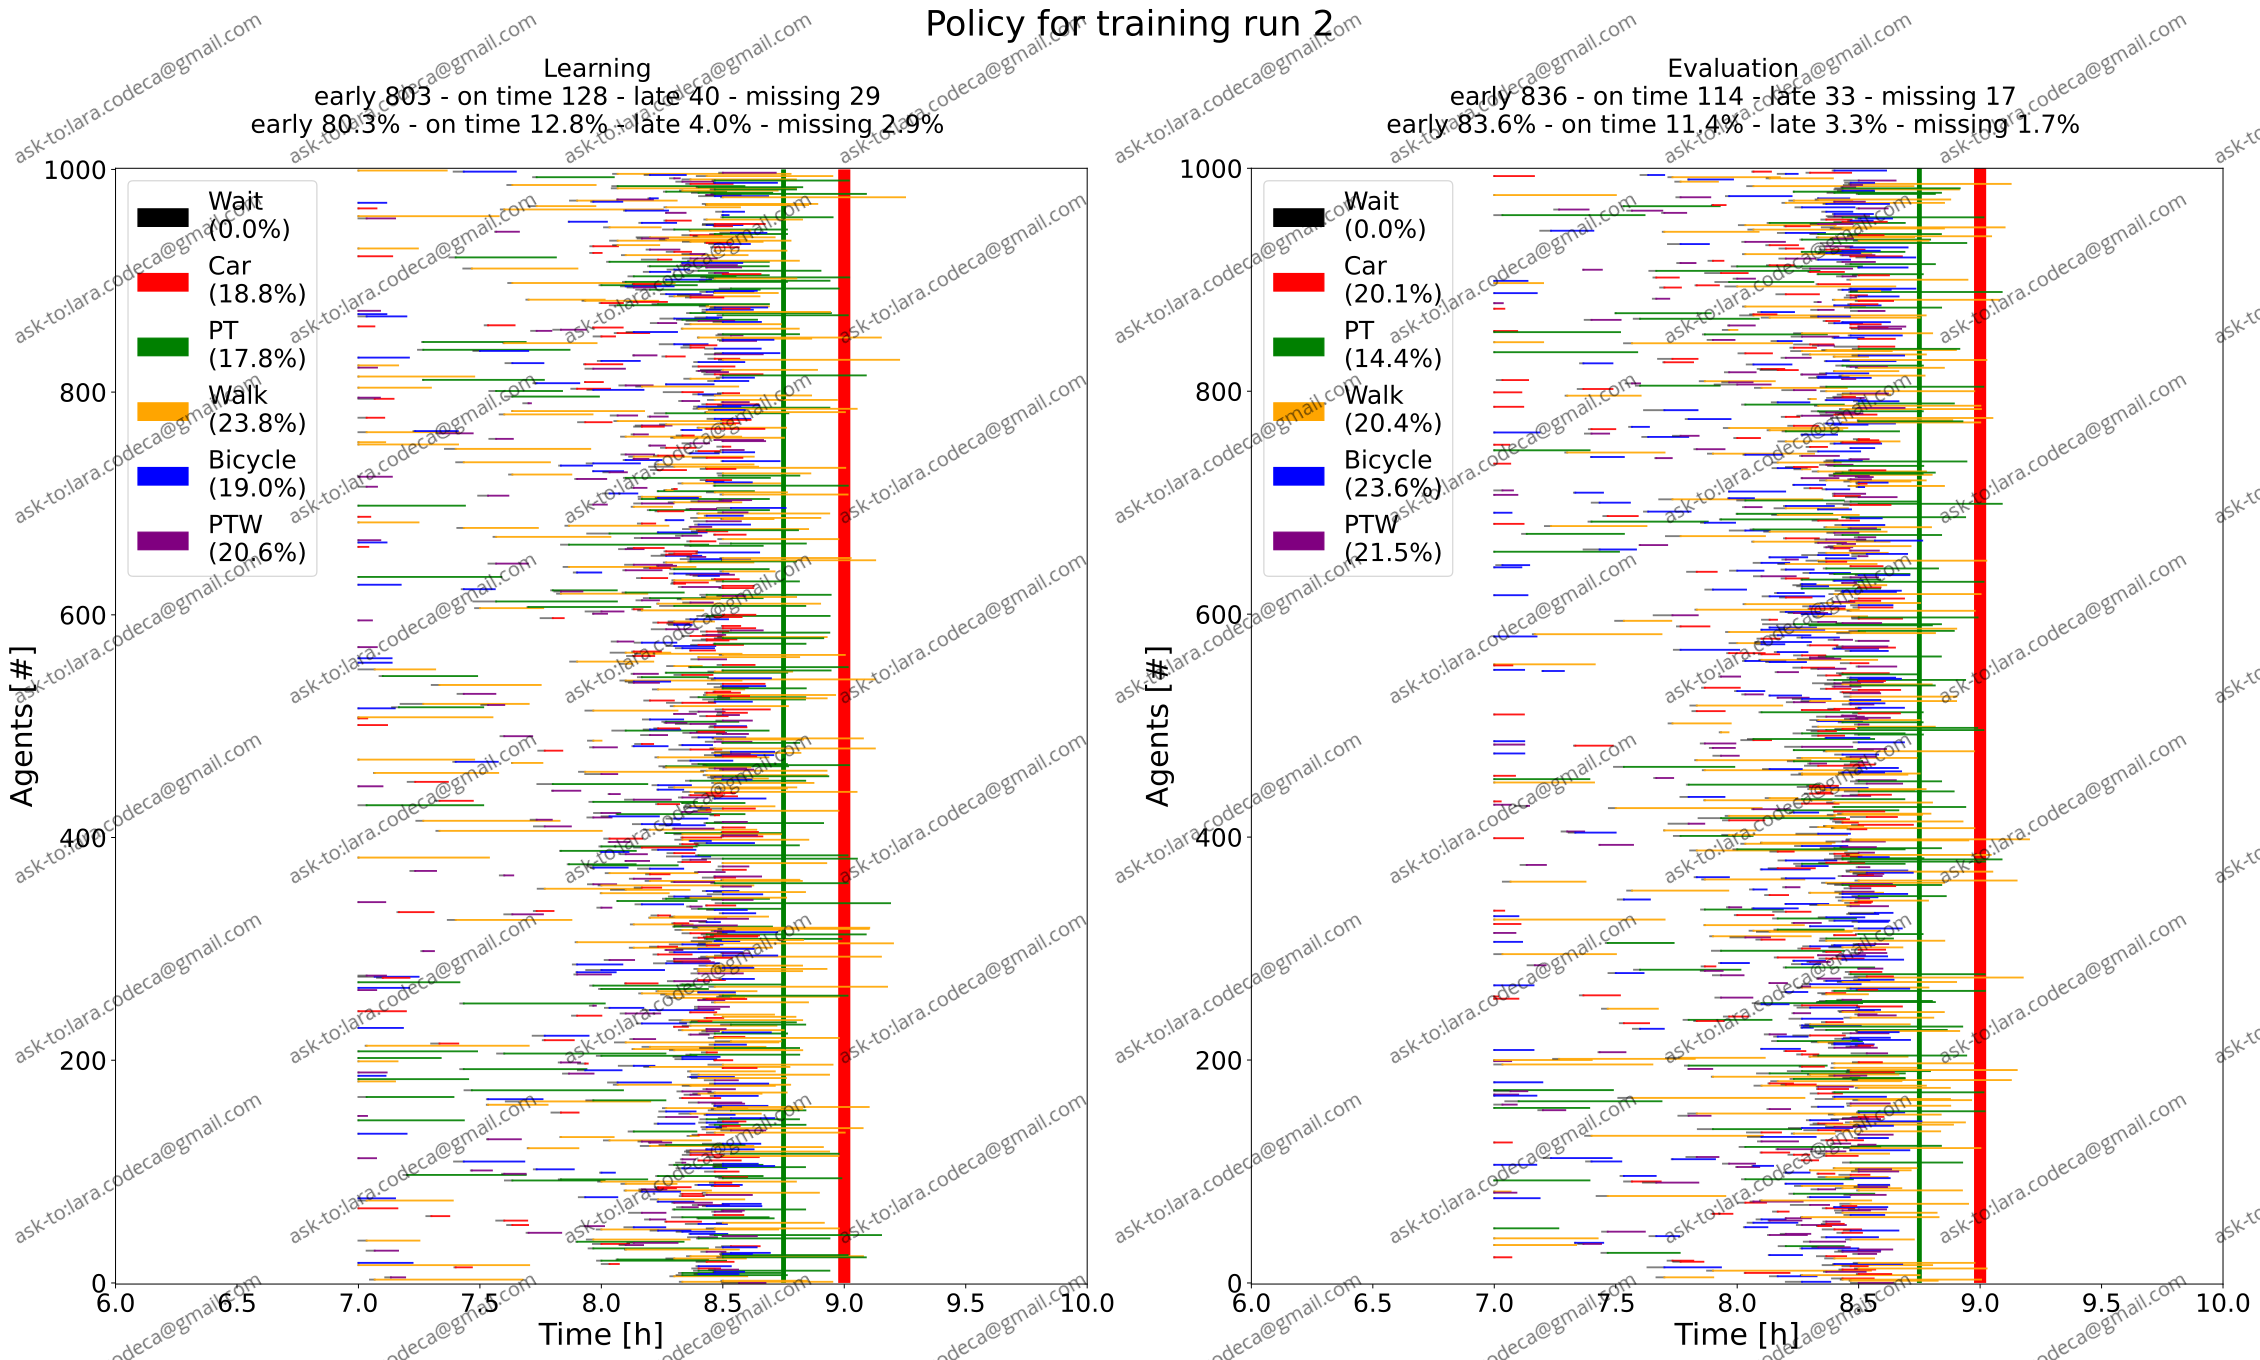 Policy for training run 2
Learning
early 803 - on time 128 - late 40 - missing 29
early 80.3% - on time 12.8% - late 4.0% - missing 2.9%
1000
800
600
400
200
0
Agents[#]
Wait
(0.0%)
Car
(18.8%)
PT
(17.8%)
Walk
(23.8%)
Bicycle
(19.0%)
PTW
(20.6%)
6.0 6.5 7.0 7.5 8.0 8.5 9.0 9.5 10.0
Time [h]
Evaluation
early 836 - on time 114 - late 33 - missing 17
early 83.6% - on time 11.4% - late 3.3% - missing 1.7%
1000
800
600
400
200
0
Agents [#]
Wait
(0.0%)
Car
(20.1%)
PT
(14.4%)
Walk
(20.4%)
Bicycle
(23.6%)
PTW
(21.5%)
6.0 6.5 7.0 7.5 8.0 8.5 9.0 9.5 10.0
Time [h]
ask-to:lara.codeca@gmail.com